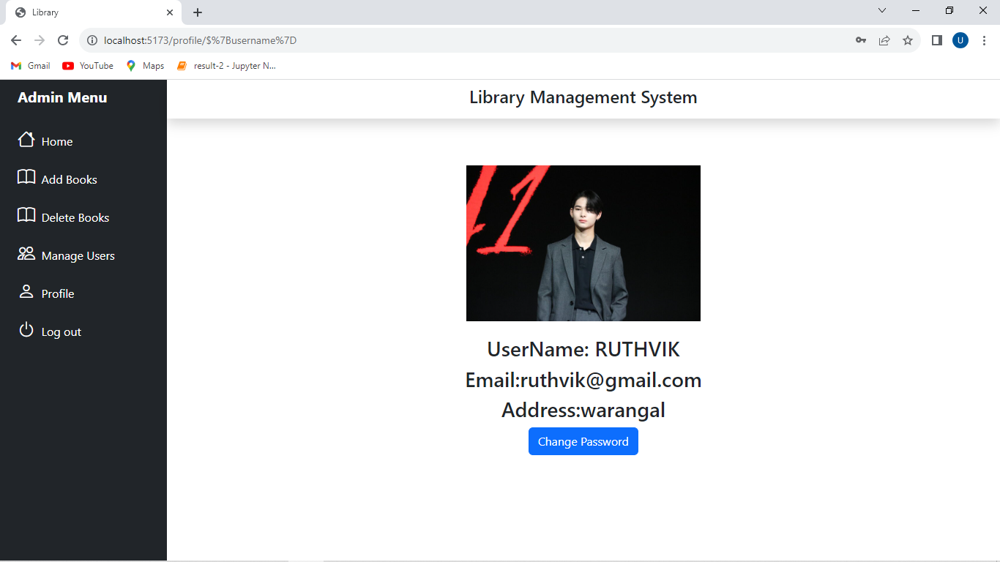 Library
localhost:5173/profile/$%7Busername%7D
U
Gmail
YouTube
Maps
result-2 - Jupyter N...
Admin Menu
Library Management System
Home
Add Books
Delete Books
Manage Users
Profile
Log out
UserName: RUTHVIK
Email:ruthvik@gmail.com
Address:warangal
Change Password